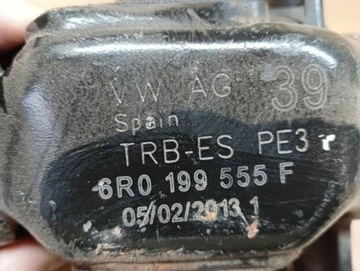 VW AG 39
Spain
TRB-ES PE3
6R0 199 555 F
05/02/2013 1